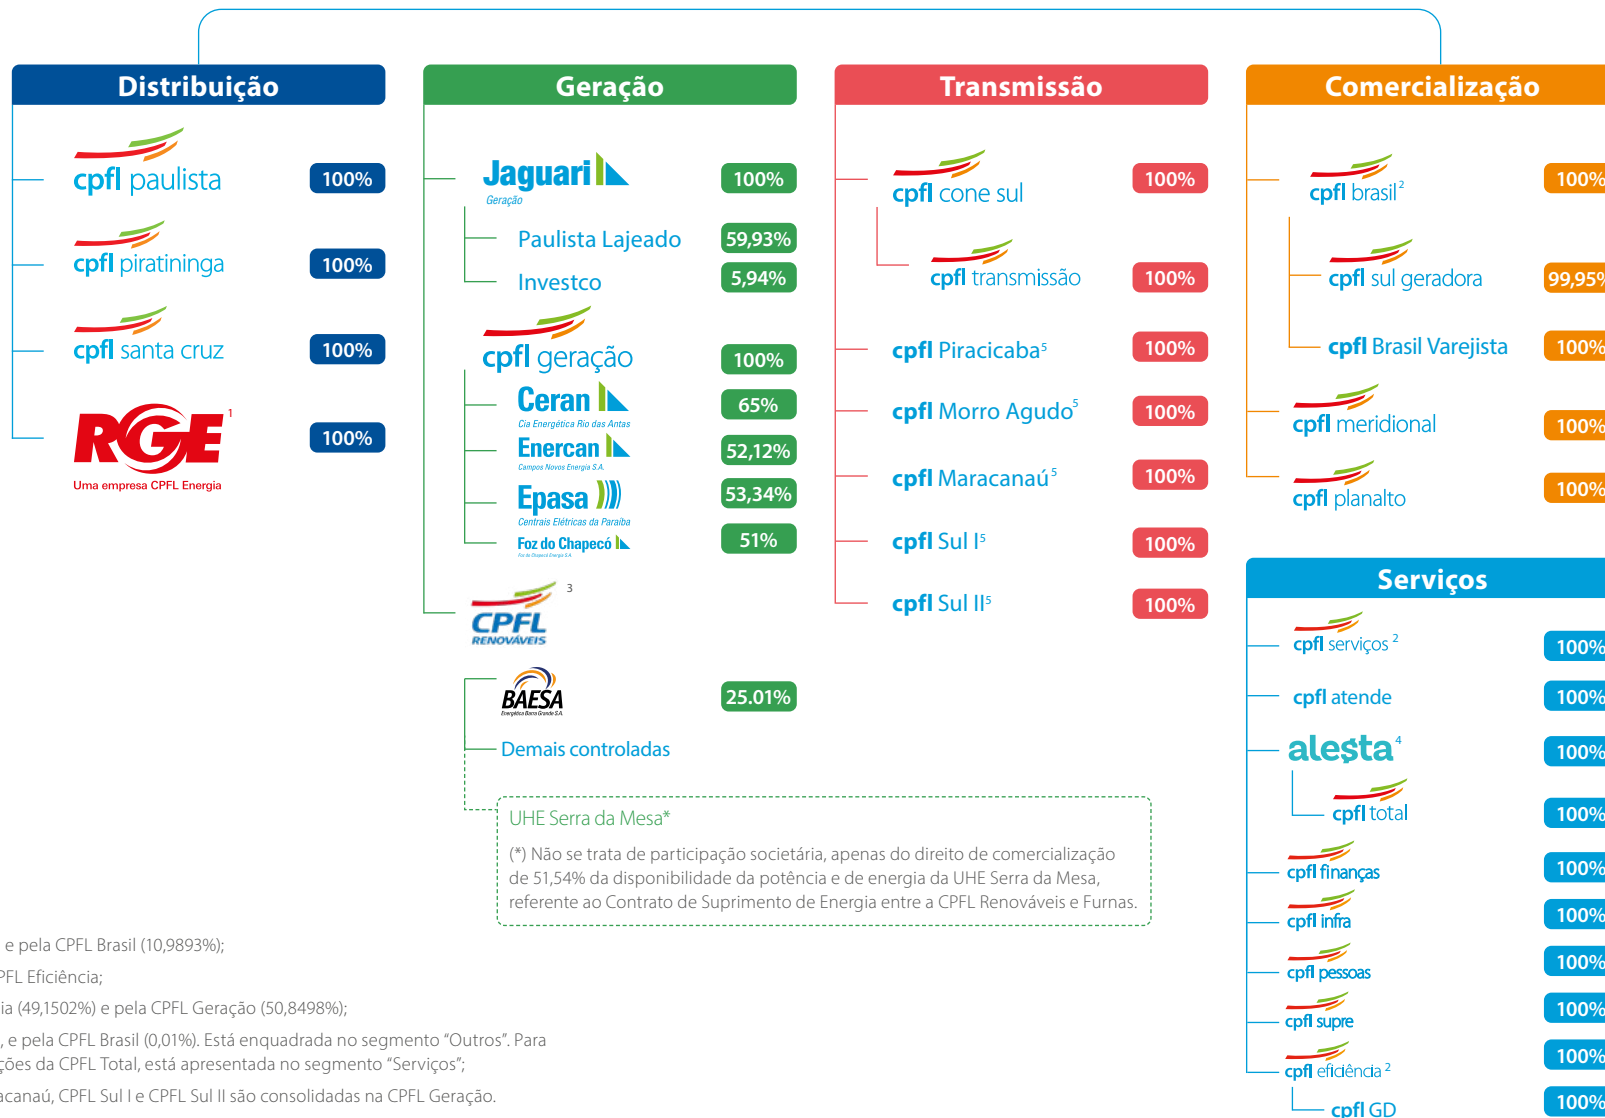 Distribuição
cpfl paulista
100%
cpfl piratininga
100%
cpfl santa cruz
100%
RGE 1
100%
Uma empresa CPFL Energia
Geração
Jaguari
Geração
100%
Paulista Lajeado
59,93%
Investco
5,94%
cpfl geração
100%
Ceran
65%
Cia Energética Rio das Antas
Enercan
52,12%
Campos Novos Energia S.A.
Epasa
53,34%
Centrais Elétricas da Paraíba
Foz do Chapecó
51%
Foz do Chapecó Energia S.A.
3
CPFL
RENOVÁVEIS
BAESA
25.01%
Energética Barra Grande S.A.
Demais controladas
UHE Serra da Mesa*
(*) Não se trata de participação societária, apenas do direito de comercialização
de 51,54% da disponibilidade da potência e de energia da UHE Serra da Mesa,
referente ao Contrato de Suprimento de Energia entre a CPFL Renováveis e Furnas.
Transmissão
cpfl cone sul
100%
cpfl transmissão
100%
cpfl Piracicaba5
100%
cpfl Morro Agudo5
100%
cpfl Maracanaú5
100%
cpfl Sul I5
100%
cpfl Sul II5
100%
Comercialização
cpfl brasil2
100%
cpfl sul geradora
99,95%
cpfl Brasil Varejista
100%
cpfl meridional
100%
cpfl planalto
100%
Serviços
cpfl serviços 2
100%
cpfl atende
100%
alesta 4
100%
cpfl total
100%
cpfl finanças
100%
cpfl infra
100%
cpfl pessoas
100%
cpfl supre
100%
cpfl eficiência 2
100%
cpfl GD
100%
e pela CPFL Brasil (10,9893%);
PFL Eficiência;
ia (49,1502%) e pela CPFL Geração (50,8498%);
, e pela CPFL Brasil (0,01%). Está enquadrada no segmento “Outros”. Para
ções da CPFL Total, está apresentada no segmento “Serviços”;
acanaú, CPFL Sul I e CPFL Sul II são consolidadas na CPFL Geração.